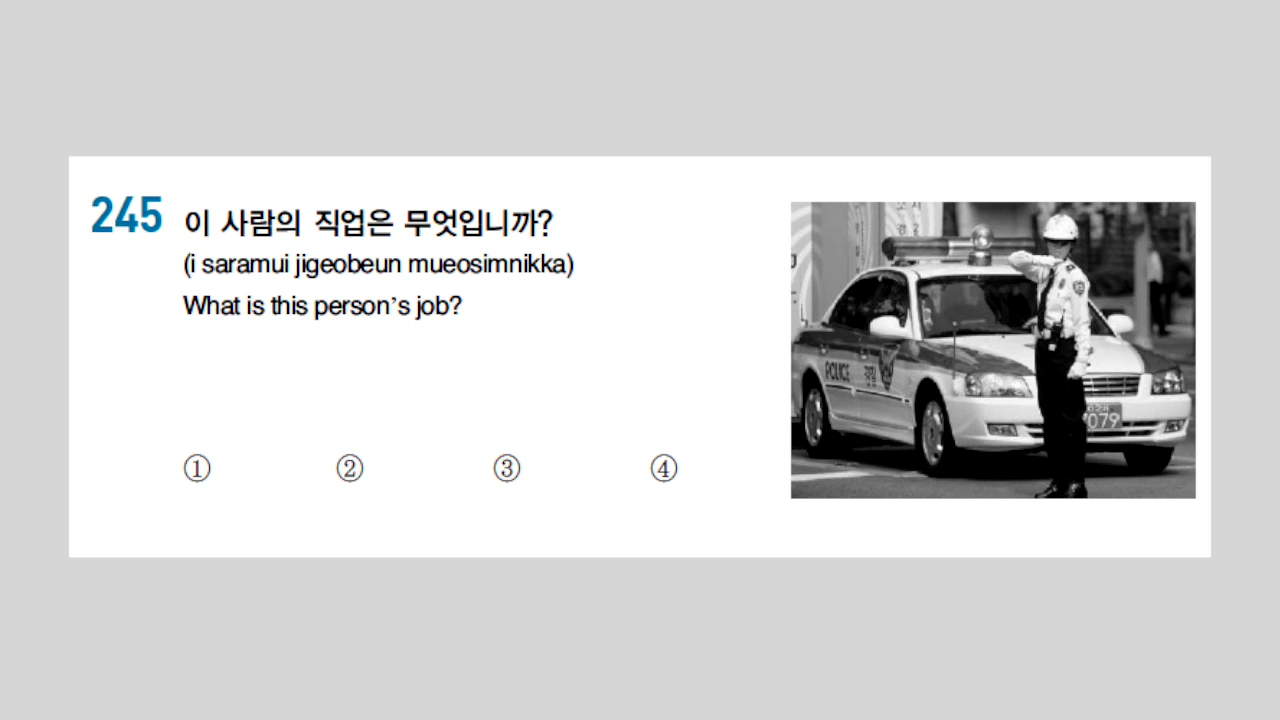 245 이 사람의 직업은 무엇입니까?
(i saramui jigeobeun mueosimnikka)
What is this person's job?
① ② ③ ④
POLICE 경찰
7079